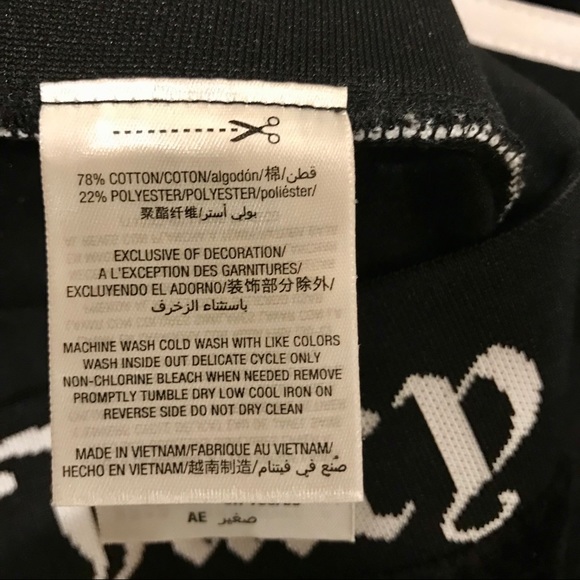 78% COTTON/COTON/algodón/棉/قطن/
22% POLYESTER/POLYESTER/poliéster/
聚酯纤维/بولي أستر/
EXCLUSIVE OF DECORATION/
A L'EXCEPTION DES GARNITURES/
EXCLUYENDO EL ADORNO/装饰部分除外/
باستثناء الزخرف
MACHINE WASH COLD WASH WITH LIKE COLORS
WASH INSIDE OUT DELICATE CYCLE ONLY
NON-CHLORINE BLEACH WHEN NEEDED REMOVE
PROMPTLY TUMBLE DRY LOW COOL IRON ON
REVERSE SIDE DO NOT DRY CLEAN
MADE IN VIETNAM/FABRIQUE AU VIETNAM/
HECHO EN VIETNAM/越南制造/صنع في فيتنام/
AE صغير